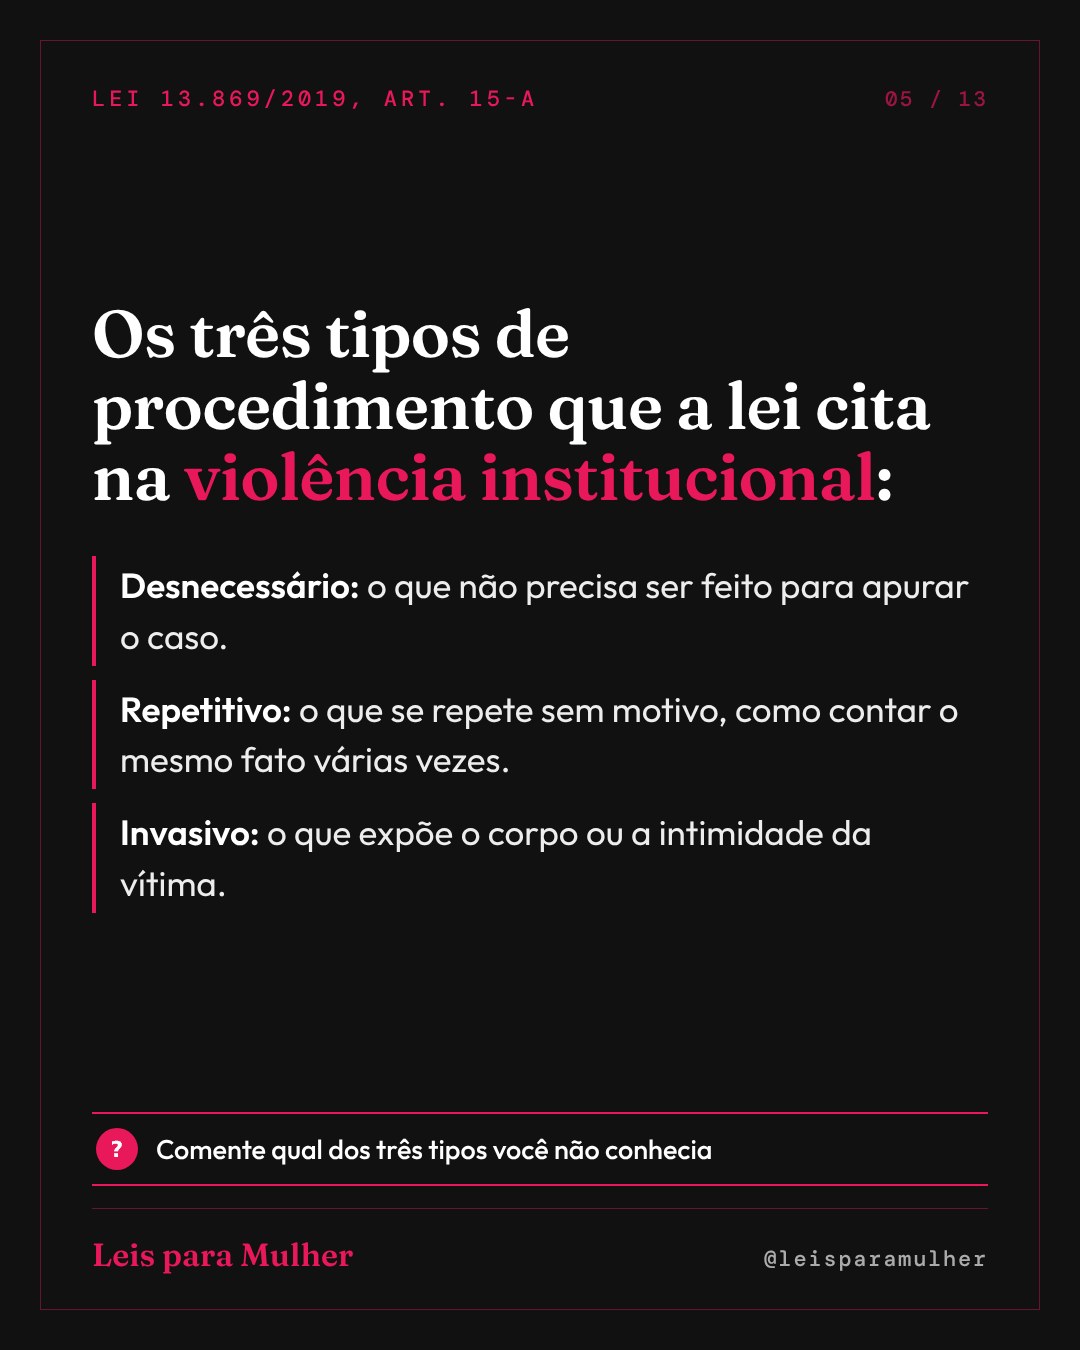 LEI 13.869/2019, ART. 15-A
05 / 13
Os três tipos de
procedimento que a lei cita
na violência institucional:
Desnecessário: o que não precisa ser feito para apurar
o caso.
Repetitivo: o que se repete sem motivo, como contar o
mesmo fato várias vezes.
Invasivo: o que expõe o corpo ou a intimidade da
vítima.
? Comente qual dos três tipos você não conhecia
Leis para Mulher
@leisparamulher